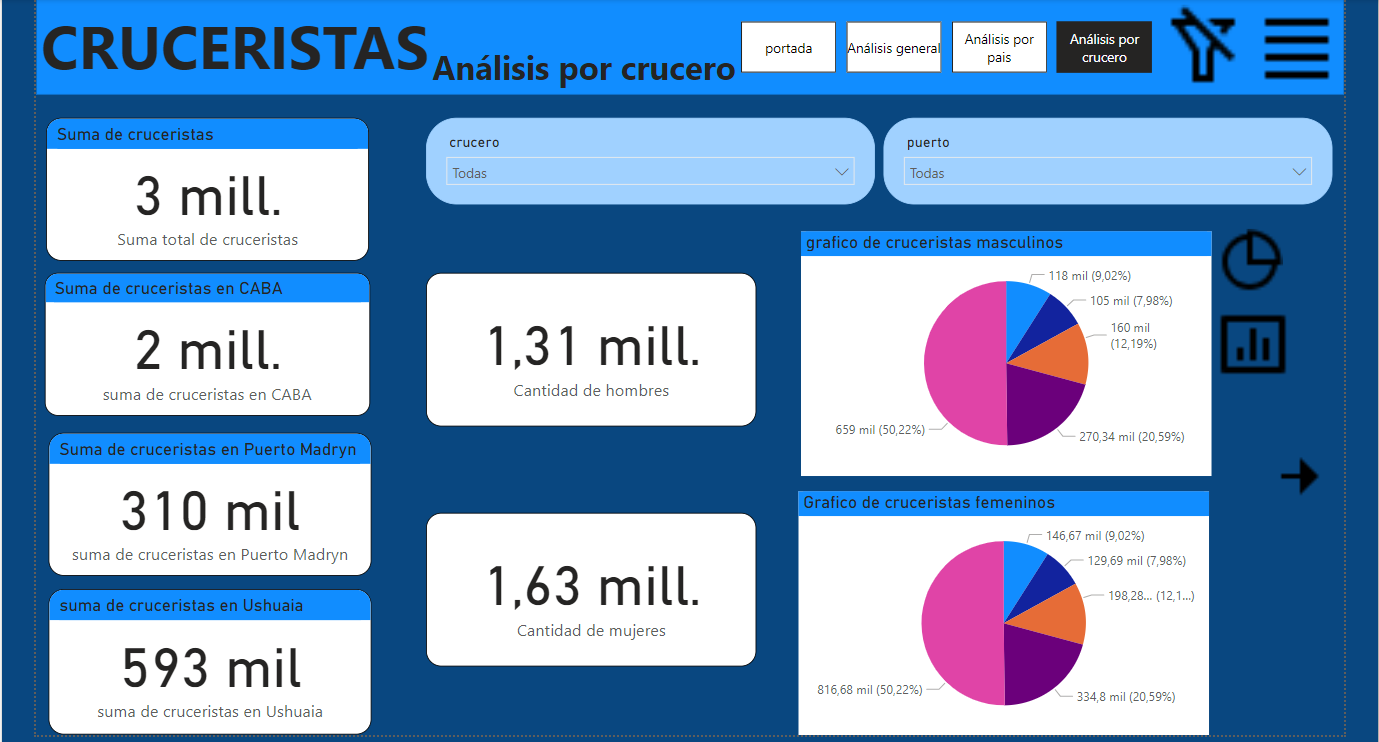 CRUCERISTAS
Análisis por crucero
portada
Análisis general
Análisis por
pais
Análisis por
crucero
Suma de cruceristas
3 mill.
Suma total de cruceristas
Suma de cruceristas en CABA
2 mill.
suma de cruceristas en CABA
Suma de cruceristas en Puerto Madryn
310 mil
suma de cruceristas en Puerto Madryn
suma de cruceristas en Ushuaia
593 mil
suma de cruceristas en Ushuaia
crucero
Todas
puerto
Todas
1,31 mill.
Cantidad de hombres
1,63 mill.
Cantidad de mujeres
grafico de cruceristas masculinos
118 mil (9,02%)
105 mil (7,98%)
160 mil
(12,19%)
270,34 mil (20,59%)
659 mil (50,22%)
Grafico de cruceristas femeninos
146,67 mil (9,02%)
129,69 mil (7,98%)
198,28... (12,1...)
334,8 mil (20,59%)
816,68 mil (50,22%)